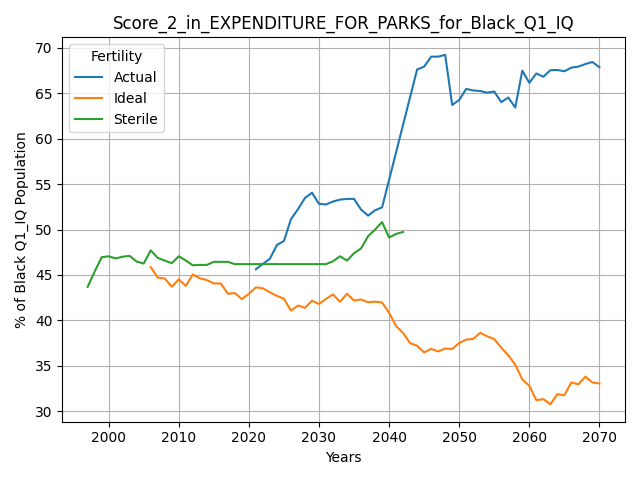 Score_2_in_EXPENDITURE_FOR_PARKS_for_Black_Q1_IQ
Fertility
Actual
Ideal
Sterile
% of Black Q1_IQ Population
70
65
60
55
50
45
40
35
30
2000 2010 2020 2030 2040 2050 2060 2070
Years